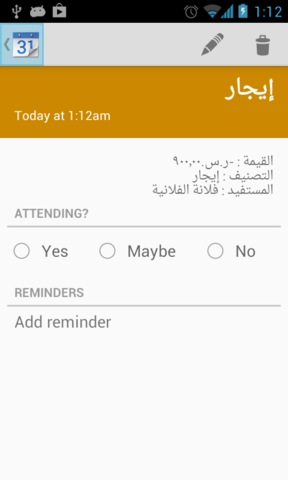 1:12
31
إيجار
Today at 1:12am
القيمة : -ر.س.٩٠٠,٠٠
التصنيف : إيجار
المستفيد : فلانة الفلانية
ATTENDING?
Yes Maybe No
REMINDERS
Add reminder